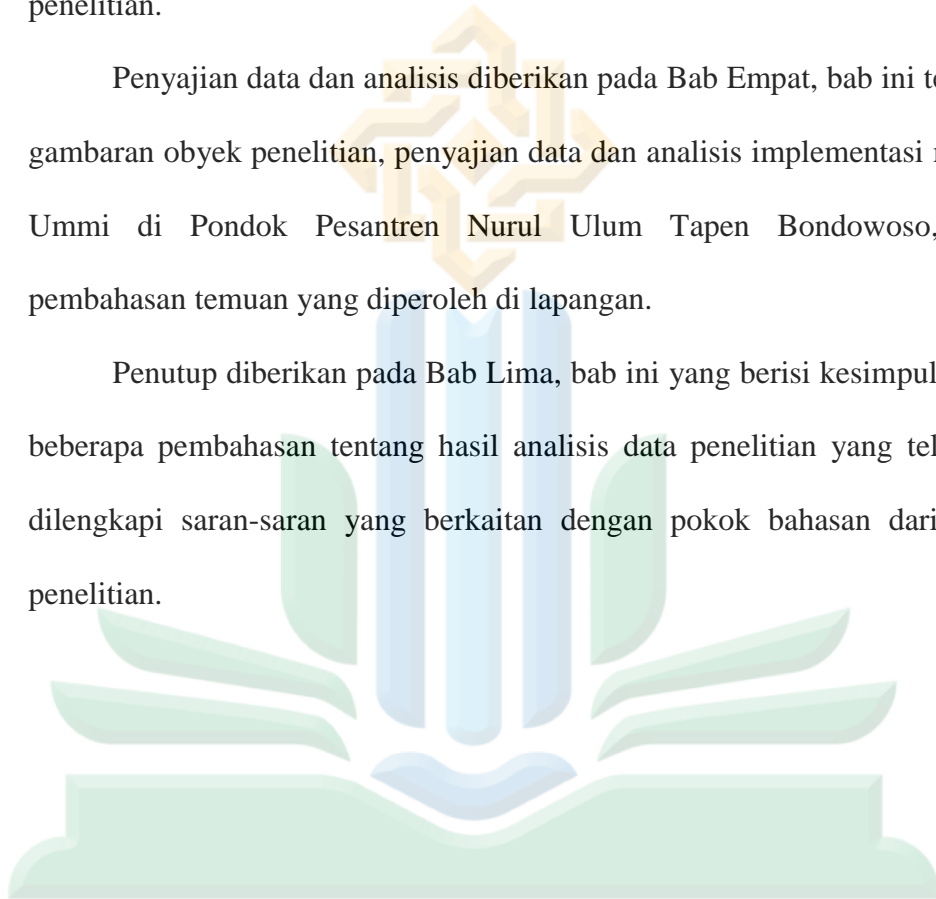 penelitian.
Penyajian data dan analisis diberikan pada Bab Empat, bab ini
gambaran obyek penelitian, penyajian data dan analisis implementasi
Ummi di Pondok Pesantren Nurul Ulum Tapen Bondowoso,
pembahasan temuan yang diperoleh di lapangan.
Penutup diberikan pada Bab Lima, bab ini yang berisi
beberapa pembahasan tentang hasil analisis data penelitian yang
dilengkapi saran-saran yang berkaitan dengan pokok bahasan dari
penelitian.